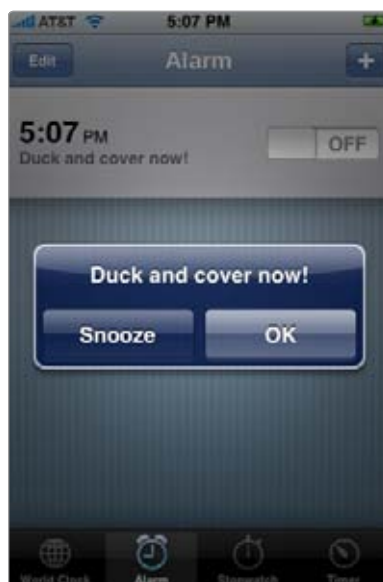 AT&T 5:07 PM
Edit Alarm +
5:07 PM
Duck and cover now!
OFF
Duck and cover now!
Snooze OK
World Clock Alarm Stopwatch Timer